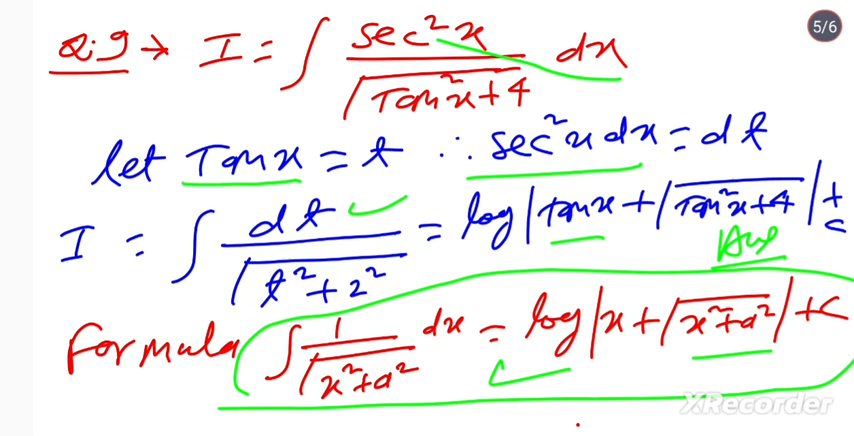 5/6
Q.9 → I = ∫ sec²x / √(Tan²x+4) dx
let Tanx = t ∴ sec²x dx = dt
I = ∫ dt / √(t²+2²) = log|tanx + √(Tan²x+4)| + c
Ans
Formula ∫ 1/√(x²+a²) dx = log|x+√(x²+a²)|+c
XRecorder